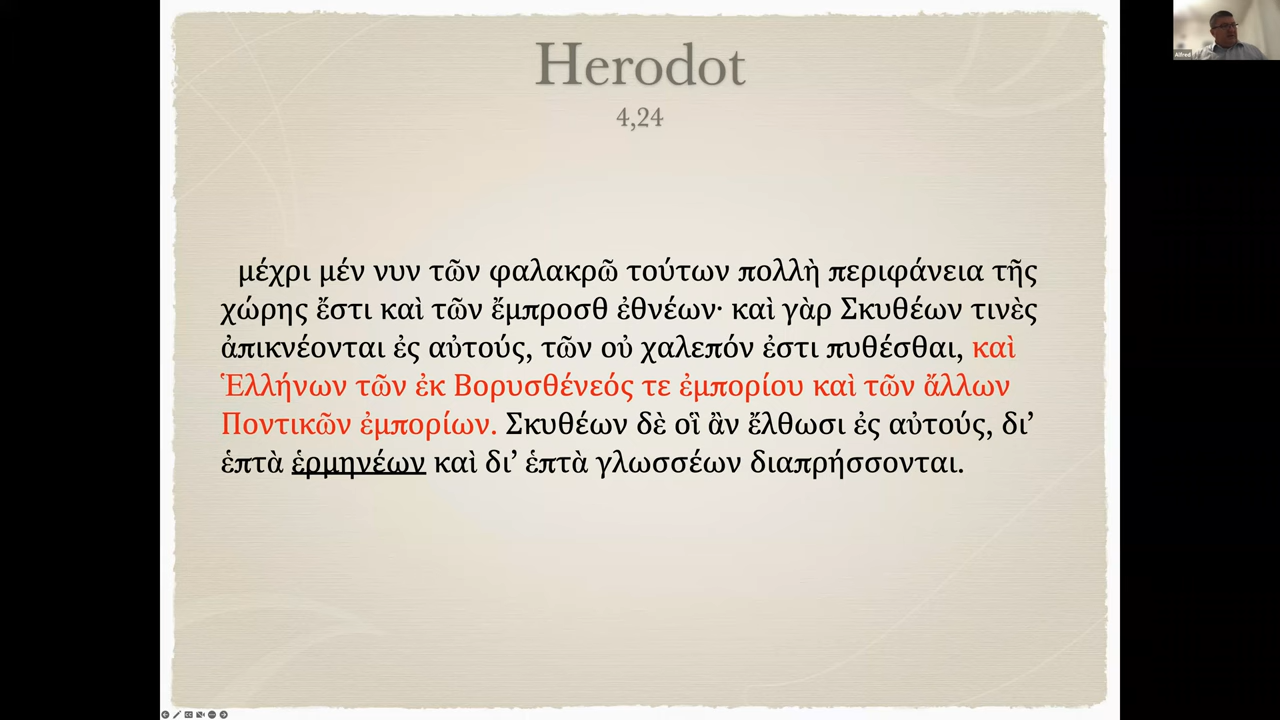 Herodot
4,24
μέχρι μέν νυν τῶν φαλακρῶ τούτων πολλὴ περιφάνεια τῆς
χώρης ἔστι καὶ τῶν ἔμπροσθ ἐθνέων· καὶ γὰρ Σκυθέων τινὲς
ἀπικνέονται ἐς αὐτούς, τῶν οὐ χαλεπόν ἐστι πυθέσθαι, καὶ
Ἑλλήνων τῶν ἐκ Βορυσθένεός τε ἐμπορίου καὶ τῶν ἄλλων
Ποντικῶν ἐμπορίων. Σκυθέων δὲ οἳ ἂν ἔλθωσι ἐς αὐτούς, δι’
ἑπτὰ ἑρμηνέων καὶ δι’ ἑπτὰ γλωσσέων διαπρήσσονται.
Alfred